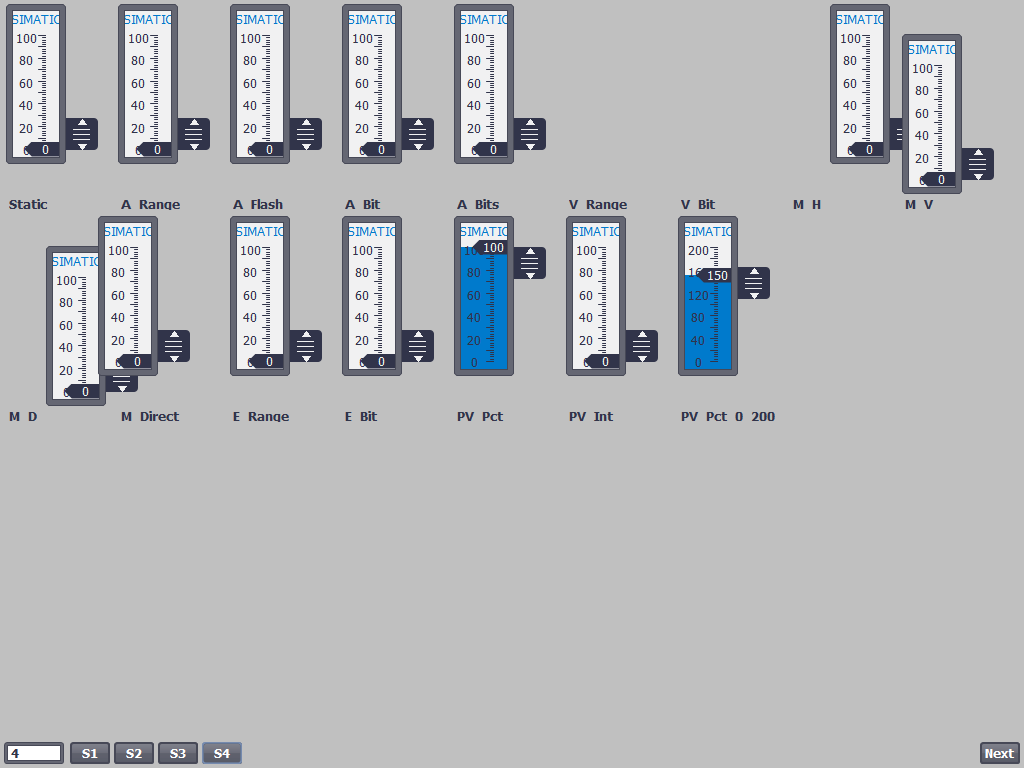 SIMATIC SIMATIC SIMATIC SIMATIC SIMATIC SIMATIC
100 100 100 100 100 100 SIMATIC
80 80 80 80 80 80 100
60 60 60 60 60 60 80
40 40 40 40 40 40 60
20 20 20 20 20 20 40
0 0 0 0 0 0 20
0
Static A Range A Flash A Bit A Bits V Range V Bit M H M V
SIMATIC SIMATIC SIMATIC SIMATIC SIMATIC SIMATIC
SIMATIC 100 100 100 100 100 200
100 80 80 80 80 80 150
80 60 60 60 60 60 120
60 40 40 40 40 40 80
40 20 20 20 20 20 40
20 0 0 0 0 0 0
0
M D M Direct E Range E Bit PV Pct PV Int PV Pct 0 200
4 S1 S2 S3 S4 Next